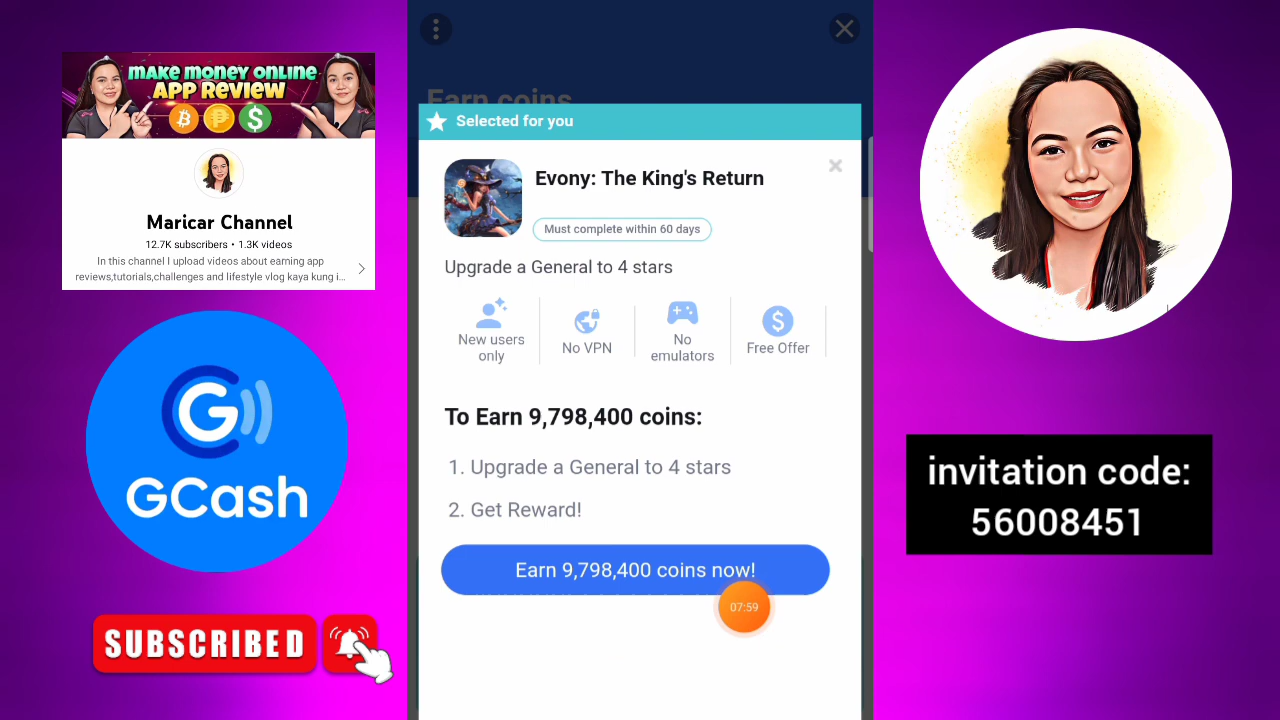 MAKE MONEY ONLINE
APP REVIEW
Maricar Channel
12.7K subscribers • 1.3K videos
In this channel I upload videos about earning app
reviews,tutorials,challenges and lifestyle vlog kaya kung i...
G
GCash
SUBSCRIBED
Earn coins
Selected for you
Evony: The King's Return
Must complete within 60 days
Upgrade a General to 4 stars
New users
only
No VPN
No
emulators
Free Offer
To Earn 9,798,400 coins:
1. Upgrade a General to 4 stars
2. Get Reward!
Earn 9,798,400 coins now!
07:59
invitation code:
56008451